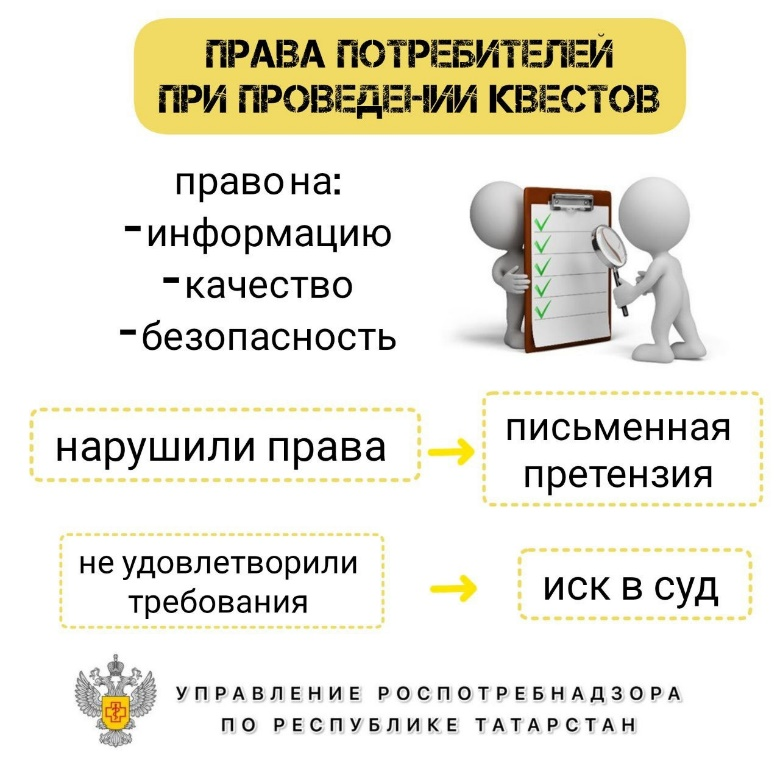 ПРАВА ПОТРЕБИТЕЛЕЙ
ПРИ ПРОВЕДЕНИИ КВЕСТОВ
право на:
-информацию
-качество
-безопасность
нарушили права
письменная
претензия
не удовлетворили
требования
иск в суд
УПРАВЛЕНИЕ РОСПОТРЕБНАДЗОРА
ПО РЕСПУБЛИКЕ ТАТАРСТАН